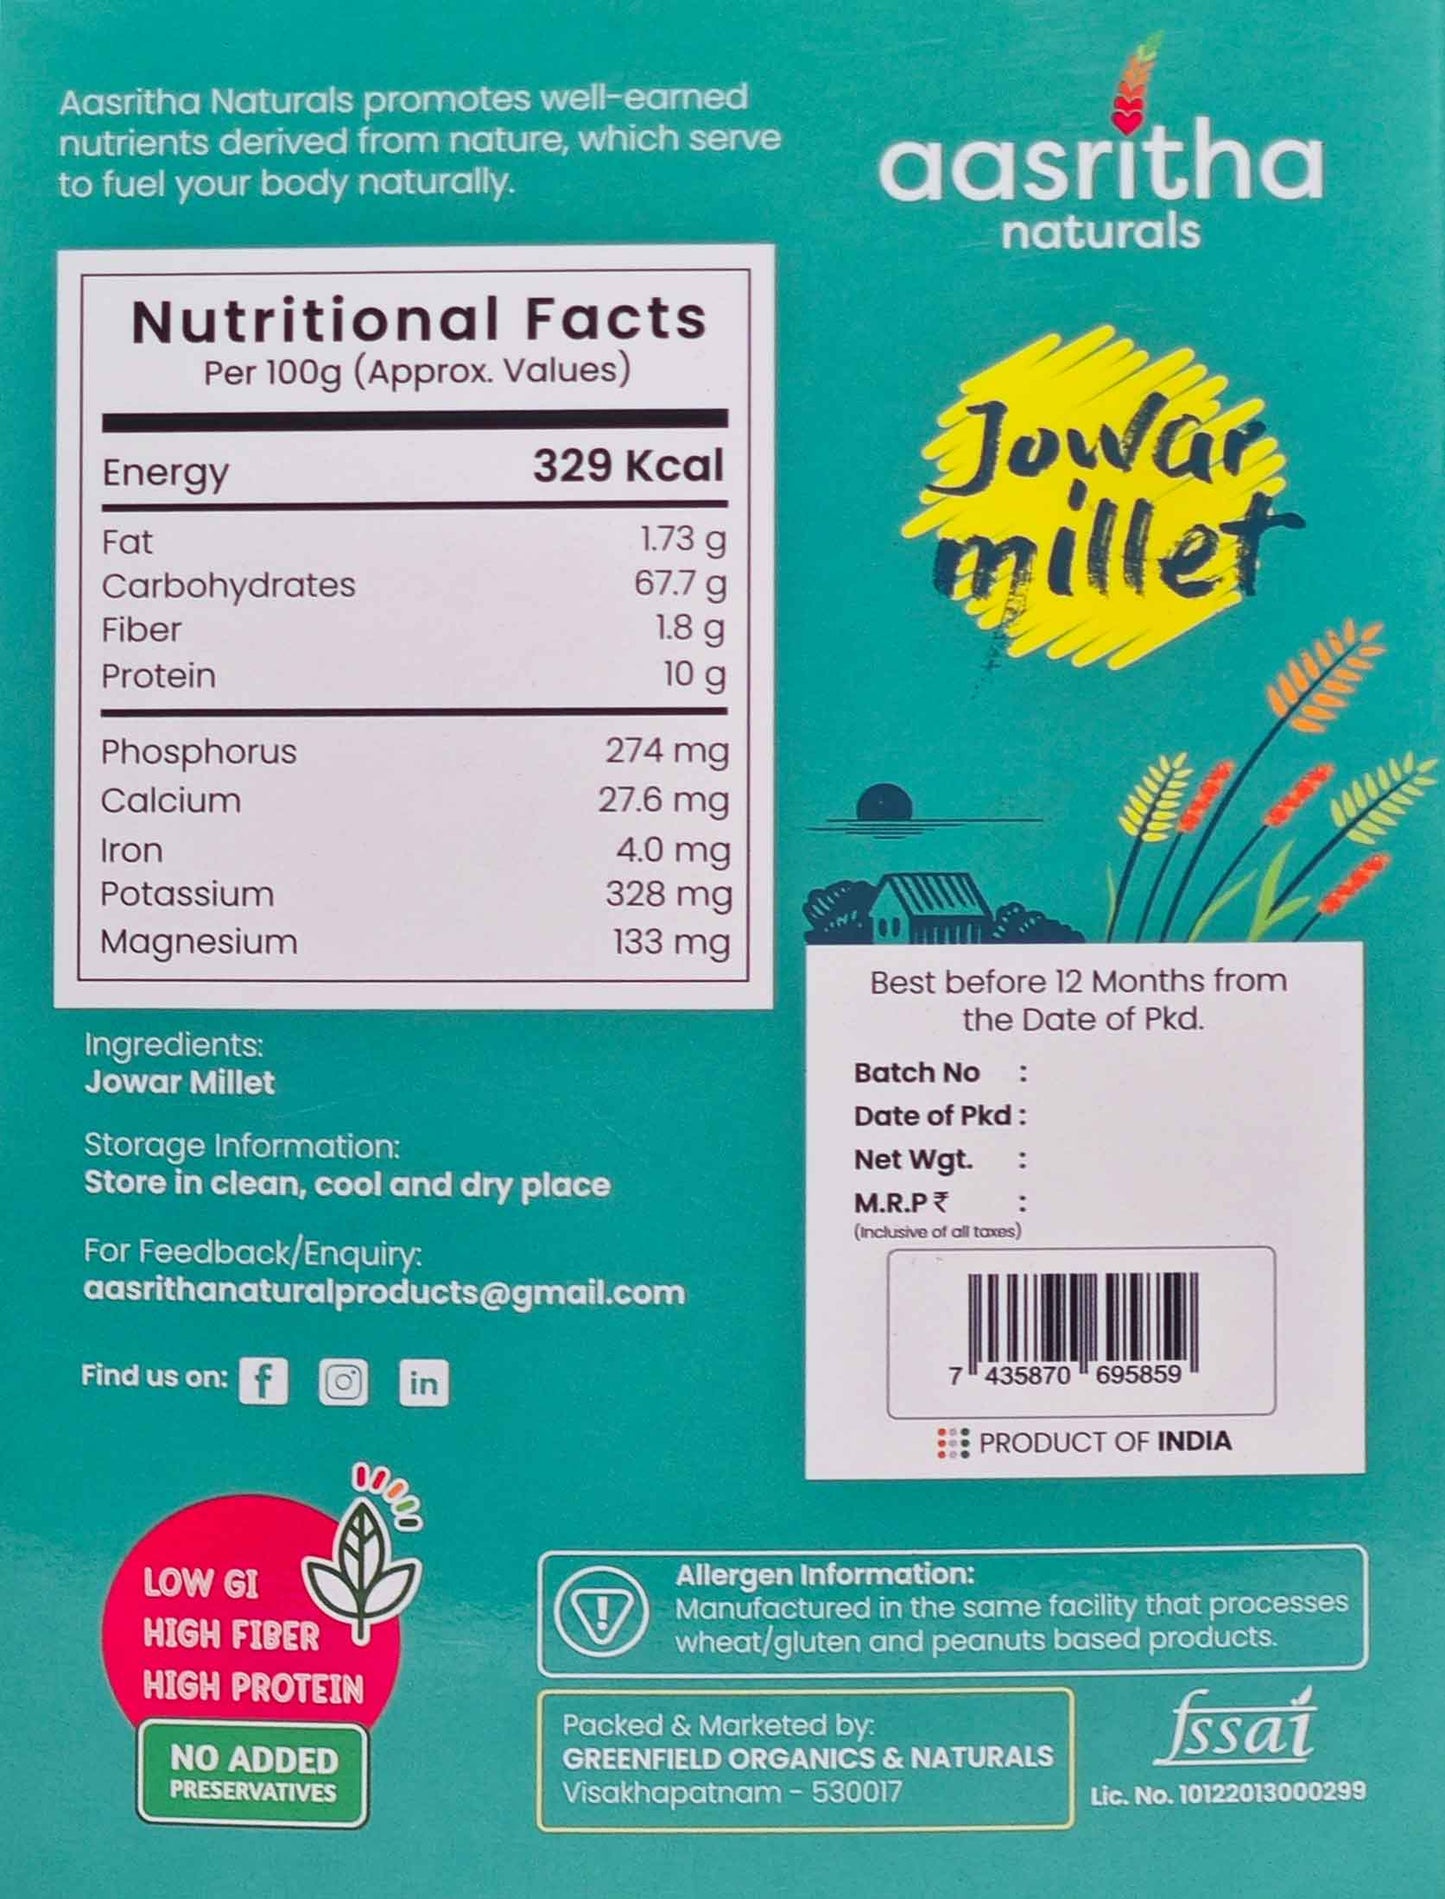 Aasritha Naturals promotes well-earned
nutrients derived from nature, which serve
to fuel your body naturally.
aasritha
naturals
Nutritional Facts
Per 100g (Approx. Values)
Energy 329 Kcal
Fat 1.73 g
Carbohydrates 67.7 g
Fiber 1.8 g
Protein 10 g
Phosphorus 274 mg
Calcium 27.6 mg
Iron 4.0 mg
Potassium 328 mg
Magnesium 133 mg
Jowar
millet
Ingredients:
Jowar Millet
Storage Information:
Store in clean, cool and dry place
For Feedback/Enquiry:
aasrithanaturalproducts@gmail.com
Find us on: f in
Best before 12 Months from
the Date of Pkd.
Batch No :
Date of Pkd :
Net Wgt. :
M.R.P ₹ :
(Inclusive of all taxes)
7 435870 695859
PRODUCT OF INDIA
LOW GI
HIGH FIBER
HIGH PROTEIN
NO ADDED
PRESERVATIVES
Allergen Information:
Manufactured in the same facility that processes
wheat/gluten and peanuts based products.
Packed & Marketed by:
GREENFIELD ORGANICS & NATURALS
Visakhapatnam - 530017
fssai
Lic. No. 10122013000299